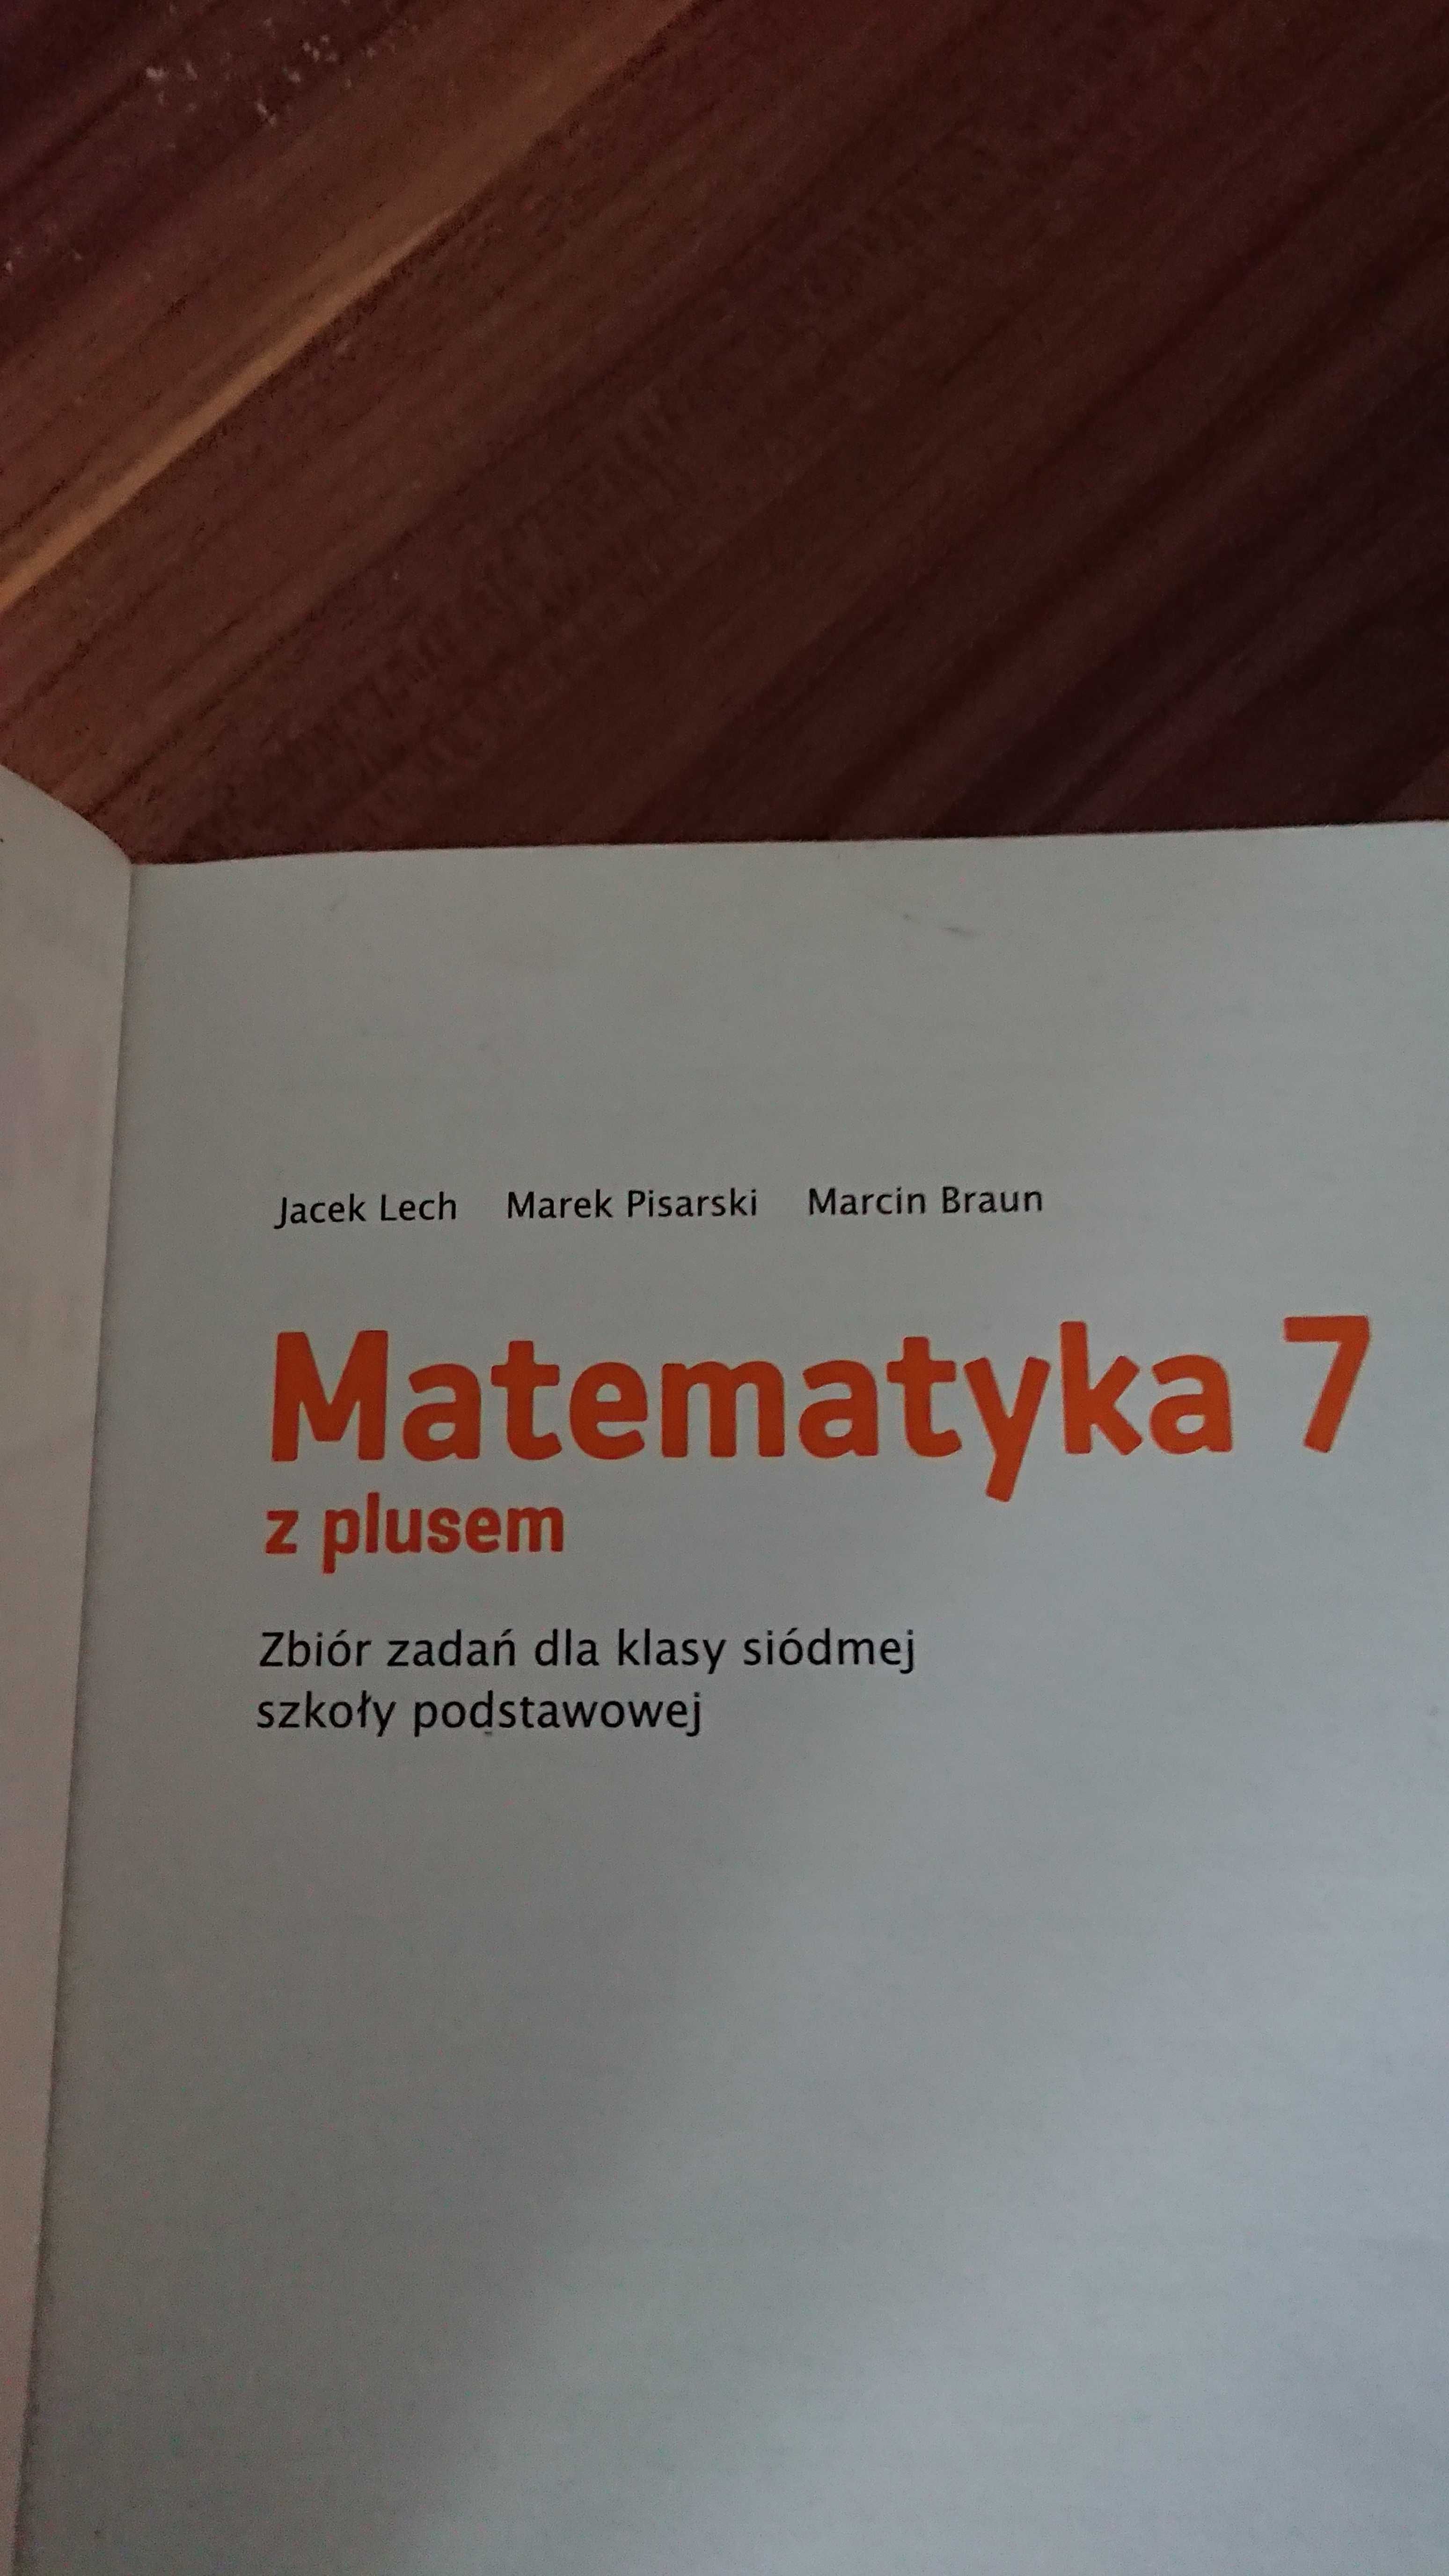 Jacek Lech Marek Pisarski Marcin Braun
Matematyka 7
z plusem
Zbiór zadań dla klasy siódmej
szkoły podstawowej